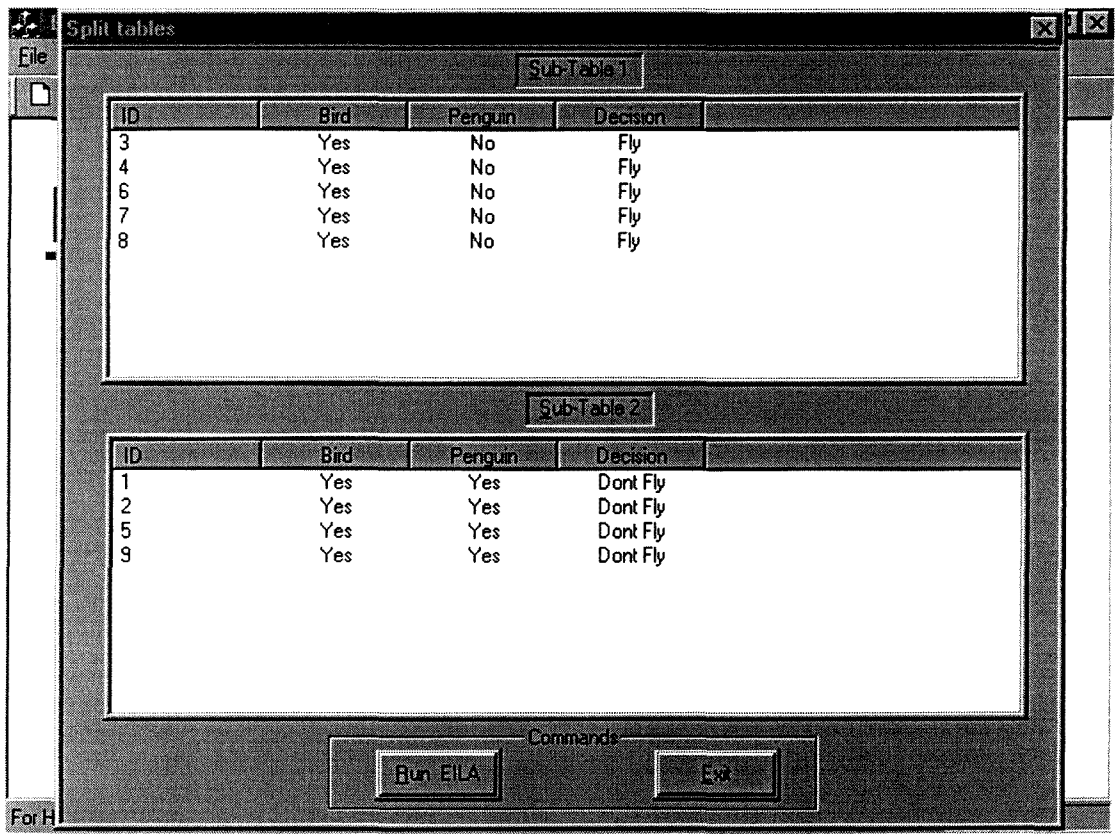 Split tables
File
Sub-Table 1
ID Bird Penguin Decision
3 Yes No Fly
4 Yes No Fly
6 Yes No Fly
7 Yes No Fly
8 Yes No Fly
Sub-Table 2
ID Bird Penguin Decision
1 Yes Yes Dont Fly
2 Yes Yes Dont Fly
5 Yes Yes Dont Fly
9 Yes Yes Dont Fly
Commands
Run EILA Exit
For H